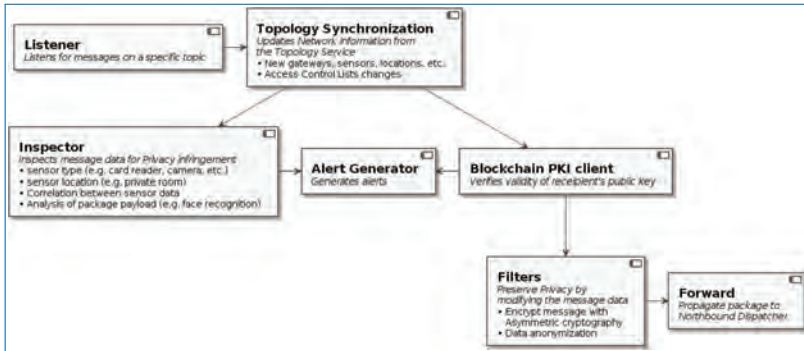 Listener
Listens for messages on a specific topic
Topology Synchronization
Updates Network information from
the Topology Service
• New gateways, sensors, locations, etc.
• Access Control Lists changes
Inspector
Inspects message data for Privacy infringement
• sensor type (e.g. card reader, camera, etc.)
• sensor location (e.g. private room)
• Correlation between sensor data
• Analysis of package payload (e.g. face recognition)
Alert Generator
Generates alerts
Blockchain PKI client
Verifies validity of receipient's public key
Filters
Preserve Privacy by
modifying the message data
• Encrypt message with
Asymmetric cryptography
• Data anonymization
Forward
Propagate package to
Northbound Dispatcher